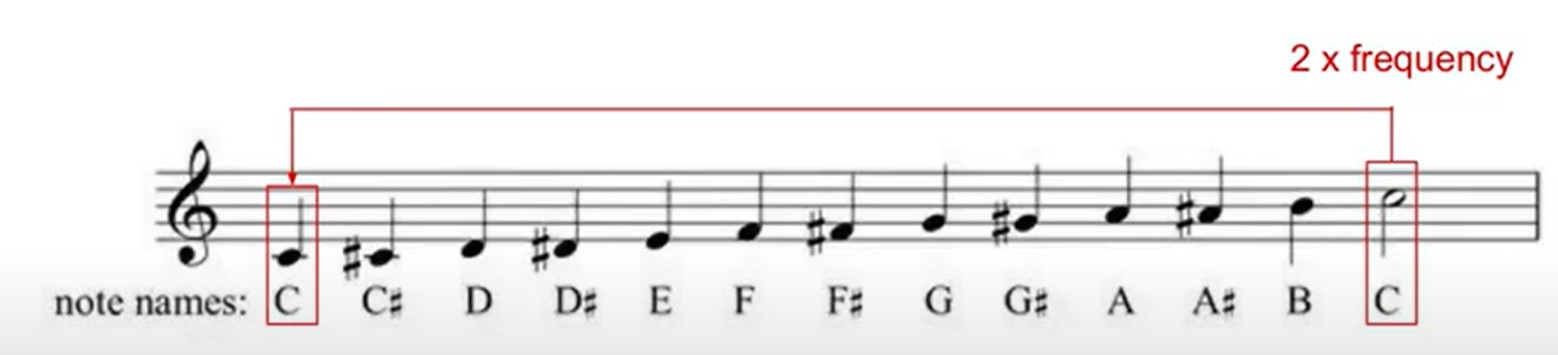 2 x frequency
note names: C C♯ D D♯ E F F♯ G G♯ A A♯ B C